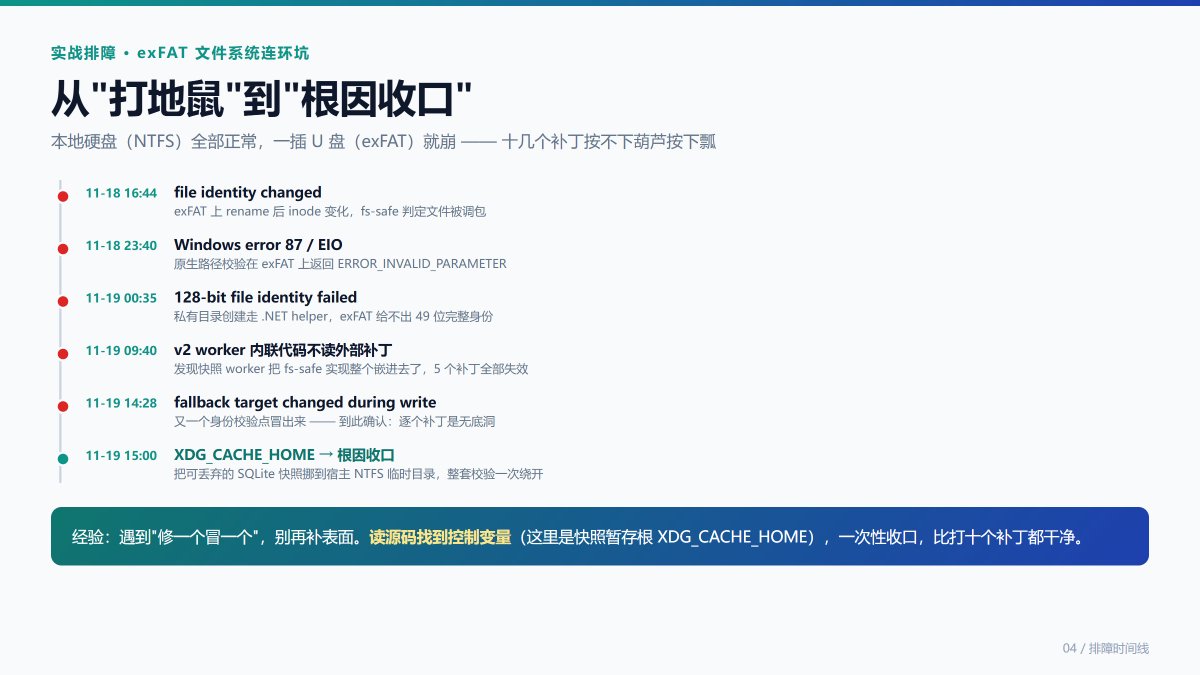 实战排障 • exFAT 文件系统连环坑
从"打地鼠"到"根因收口"
本地硬盘（NTFS）全部正常，一插 U 盘（exFAT）就崩 —— 十几个补丁按不下葫芦按下瓢
11-18 16:44 file identity changed
exFAT 上 rename 后 inode 变化，fs-safe 判定文件被调包
11-18 23:40 Windows error 87 / EIO
原生路径校验在 exFAT 上返回 ERROR_INVALID_PARAMETER
11-19 00:35 128-bit file identity failed
私有目录创建走 .NET helper，exFAT 给不出 49 位完整身份
11-19 09:40 v2 worker 内联代码不读外部补丁
发现快照 worker 把 fs-safe 实现整个嵌进去了，5 个补丁全部失效
11-19 14:28 fallback target changed during write
又一个身份校验点冒出来 —— 到此确认：逐个补丁是无底洞
11-19 15:00 XDG_CACHE_HOME → 根因收口
把可丢弃的 SQLite 快照挪到宿主 NTFS 临时目录，整套校验一次绕开
经验：遇到"修一个冒一个"，别再补表面。读源码找到控制变量（这里是快照暂存根 XDG_CACHE_HOME），一次性收口，比打十个补丁都干净。
04 / 排障时间线